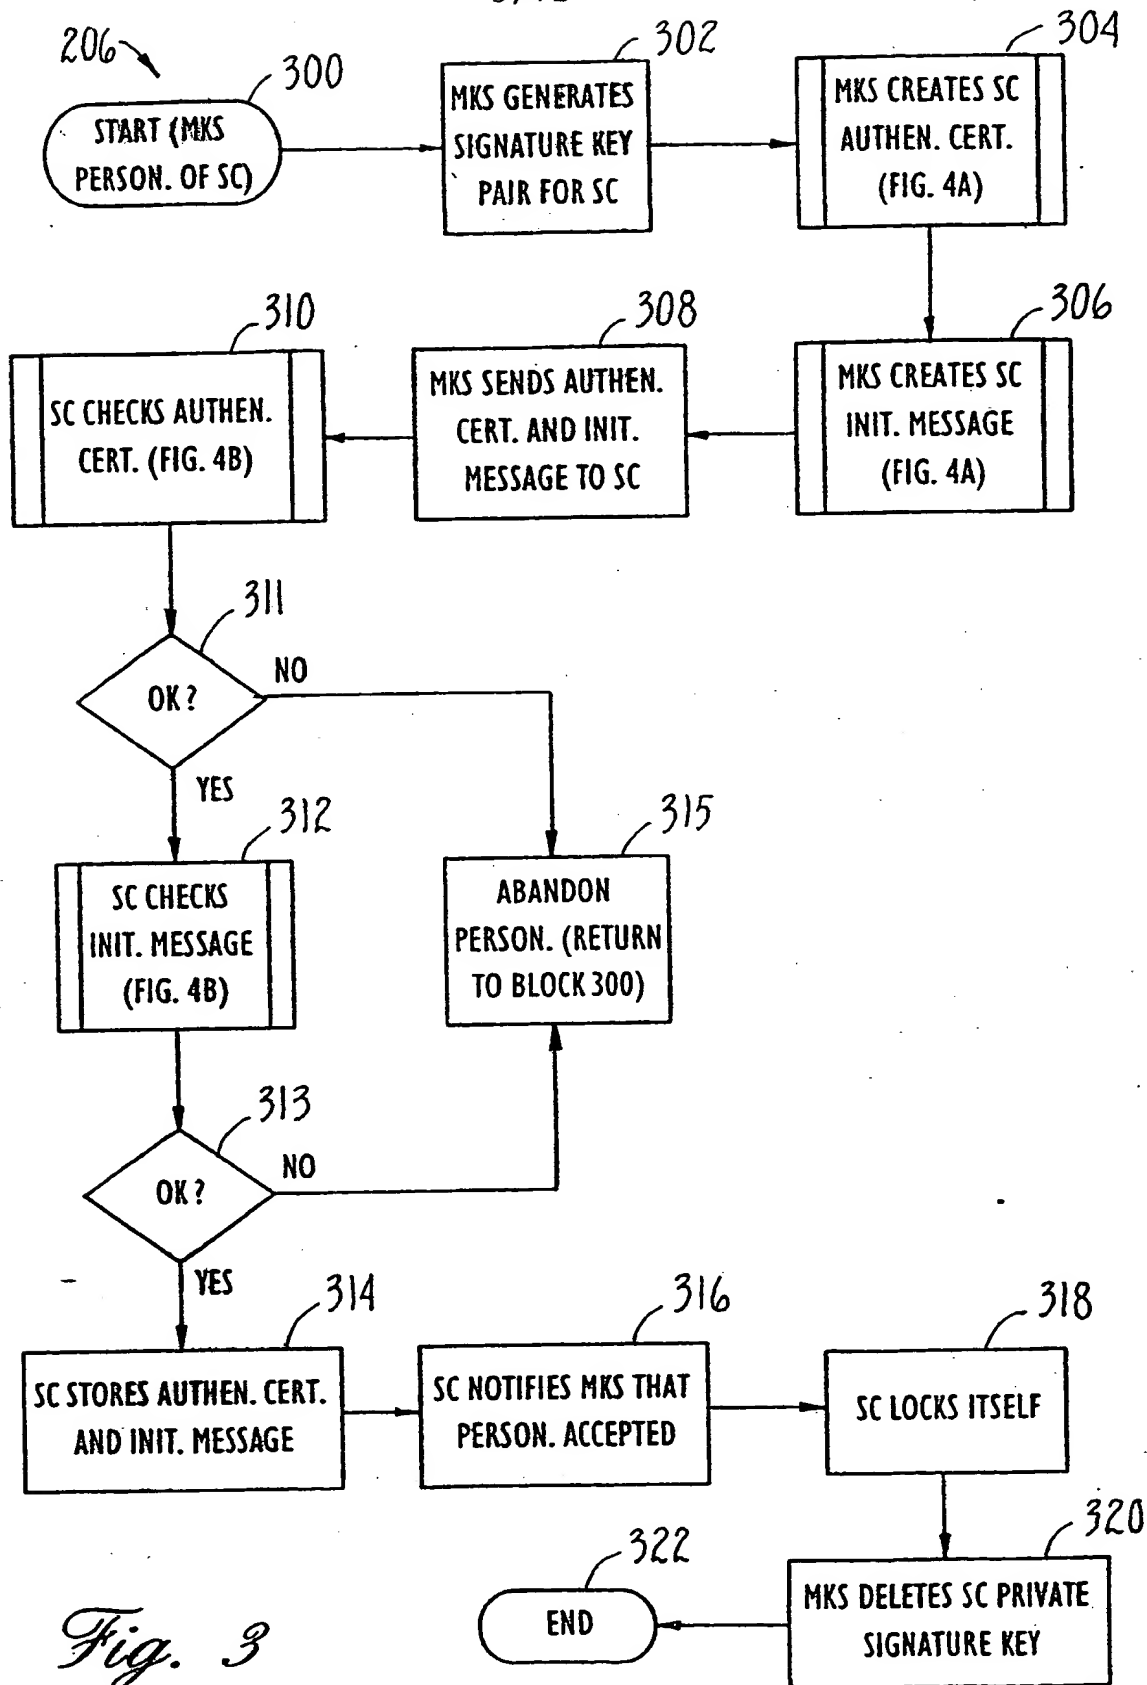 206
300
START (MKS
PERSON. OF SC)
302
MKS GENERATES
SIGNATURE KEY
PAIR FOR SC
304
MKS CREATES SC
AUTHEN. CERT.
(FIG. 4A)
306
MKS CREATES SC
INIT. MESSAGE
(FIG. 4A)
308
MKS SENDS AUTHEN.
CERT. AND INIT.
MESSAGE TO SC
310
SC CHECKS AUTHEN.
CERT. (FIG. 4B)
311
OK?
NO
YES
312
SC CHECKS
INIT. MESSAGE
(FIG. 4B)
315
ABANDON
PERSON. (RETURN
TO BLOCK 300)
313
OK?
NO
YES
314
SC STORES AUTHEN. CERT.
AND INIT. MESSAGE
316
SC NOTIFIES MKS THAT
PERSON. ACCEPTED
318
SC LOCKS ITSELF
320
MKS DELETES SC PRIVATE
SIGNATURE KEY
322
END
Fig. 3